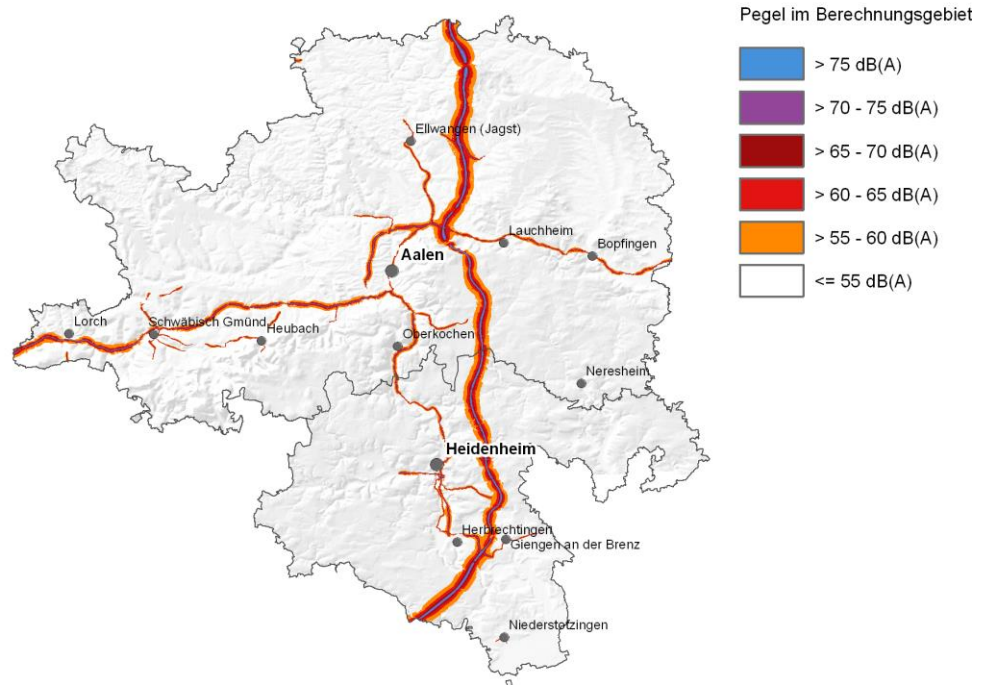 Pegel im Berechnungsgebiet
> 75 dB(A)
> 70 - 75 dB(A)
> 65 - 70 dB(A)
> 60 - 65 dB(A)
> 55 - 60 dB(A)
<= 55 dB(A)
Ellwangen (Jagst)
Lauchheim
Bopfingen
Aalen
Lorch
Schwäbisch Gmünd
Heubach
Oberkochen
Neresheim
Heidenheim
Herbrechtingen
Giengen an der Brenz
Niederstotzingen